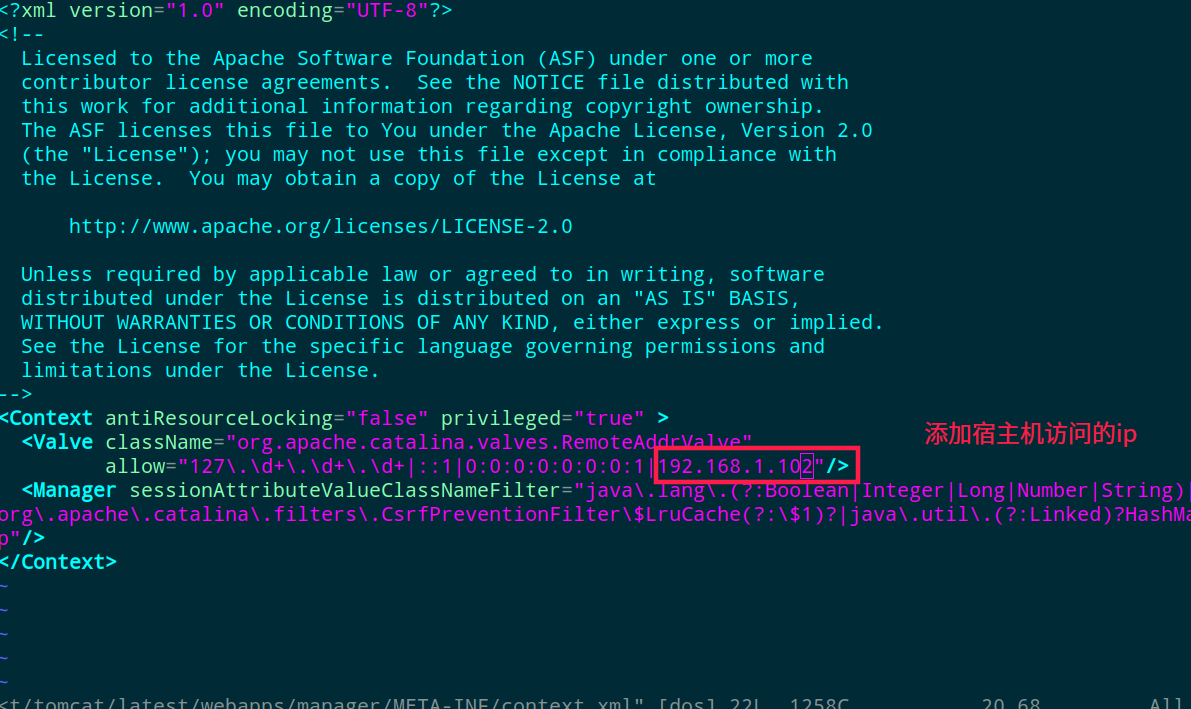 <?xml version="1.0" encoding="UTF-8"?>
<!--
  Licensed to the Apache Software Foundation (ASF) under one or more
  contributor license agreements.  See the NOTICE file distributed with
  this work for additional information regarding copyright ownership.
  The ASF licenses this file to You under the Apache License, Version 2.0
  (the "License"); you may not use this file except in compliance with
  the License.  You may obtain a copy of the License at

      http://www.apache.org/licenses/LICENSE-2.0

  Unless required by applicable law or agreed to in writing, software
  distributed under the License is distributed on an "AS IS" BASIS,
  WITHOUT WARRANTIES OR CONDITIONS OF ANY KIND, either express or implied.
  See the License for the specific language governing permissions and
  limitations under the License.
-->
<Context antiResourceLocking="false" privileged="true" >
  <Valve className="org.apache.catalina.valves.RemoteAddrValve"
添加宿主机访问的ip
         allow="127\.\d+\.\d+\.\d+|::1|0:0:0:0:0:0:0:1|192.168.1.102"/>
  <Manager sessionAttributeValueClassNameFilter="java\.lang\.(?:Boolean|Integer|Long|Number|String)|
org\.apache\.catalina\.filters\.CsrfPreventionFilter\$LruCache(?:\$1)?|java\.util\.(?:Linked)?HashMa
p"/>
</Context>
~
~
~
~
~
<t/tomcat/latest/webapps/manager/META-INF/context.xml" [dos] 22L, 1258C 20,68 All